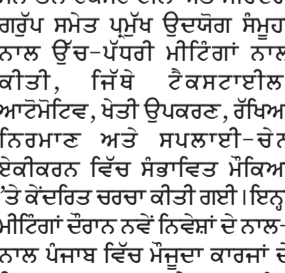 ਗਰੁੱਪ ਸਮੇਤ ਪ੍ਰਮੁੱਖ ਉਦਯੋਗ ਸੰਮੂਹ
ਨਾਲ ਉੱਚ-ਪੱਧਰੀ ਮੀਟਿੰਗਾਂ ਨਾਲ
ਕੀਤੀ, ਜਿੱਥੇ ਟੈਕਸਟਾਈਲ
ਆਟੋਮੋਟਿਵ, ਖੇਤੀ ਉਪਕਰਣ, ਰੱਖਿਆ
ਨਿਰਮਾਣ ਅਤੇ ਸਪਲਾਈ-ਚੇਨ
ਏਕੀਕਰਨ ਵਿੱਚ ਸੰਭਾਵਿਤ ਮੌਕਿਆਂ
'ਤੇ ਕੇਂਦਰਿਤ ਚਰਚਾ ਕੀਤੀ ਗਈ।ਇਨ੍ਹਾਂ
ਮੀਟਿੰਗਾਂ ਦੌਰਾਨ ਨਵੇਂ ਨਿਵੇਸ਼ਾਂ ਦੇ ਨਾਲ-
ਨਾਲ ਪੰਜਾਬ ਵਿੱਚ ਮੌਜੂਦਾ ਕਾਰਜਾਂ ਦੇ